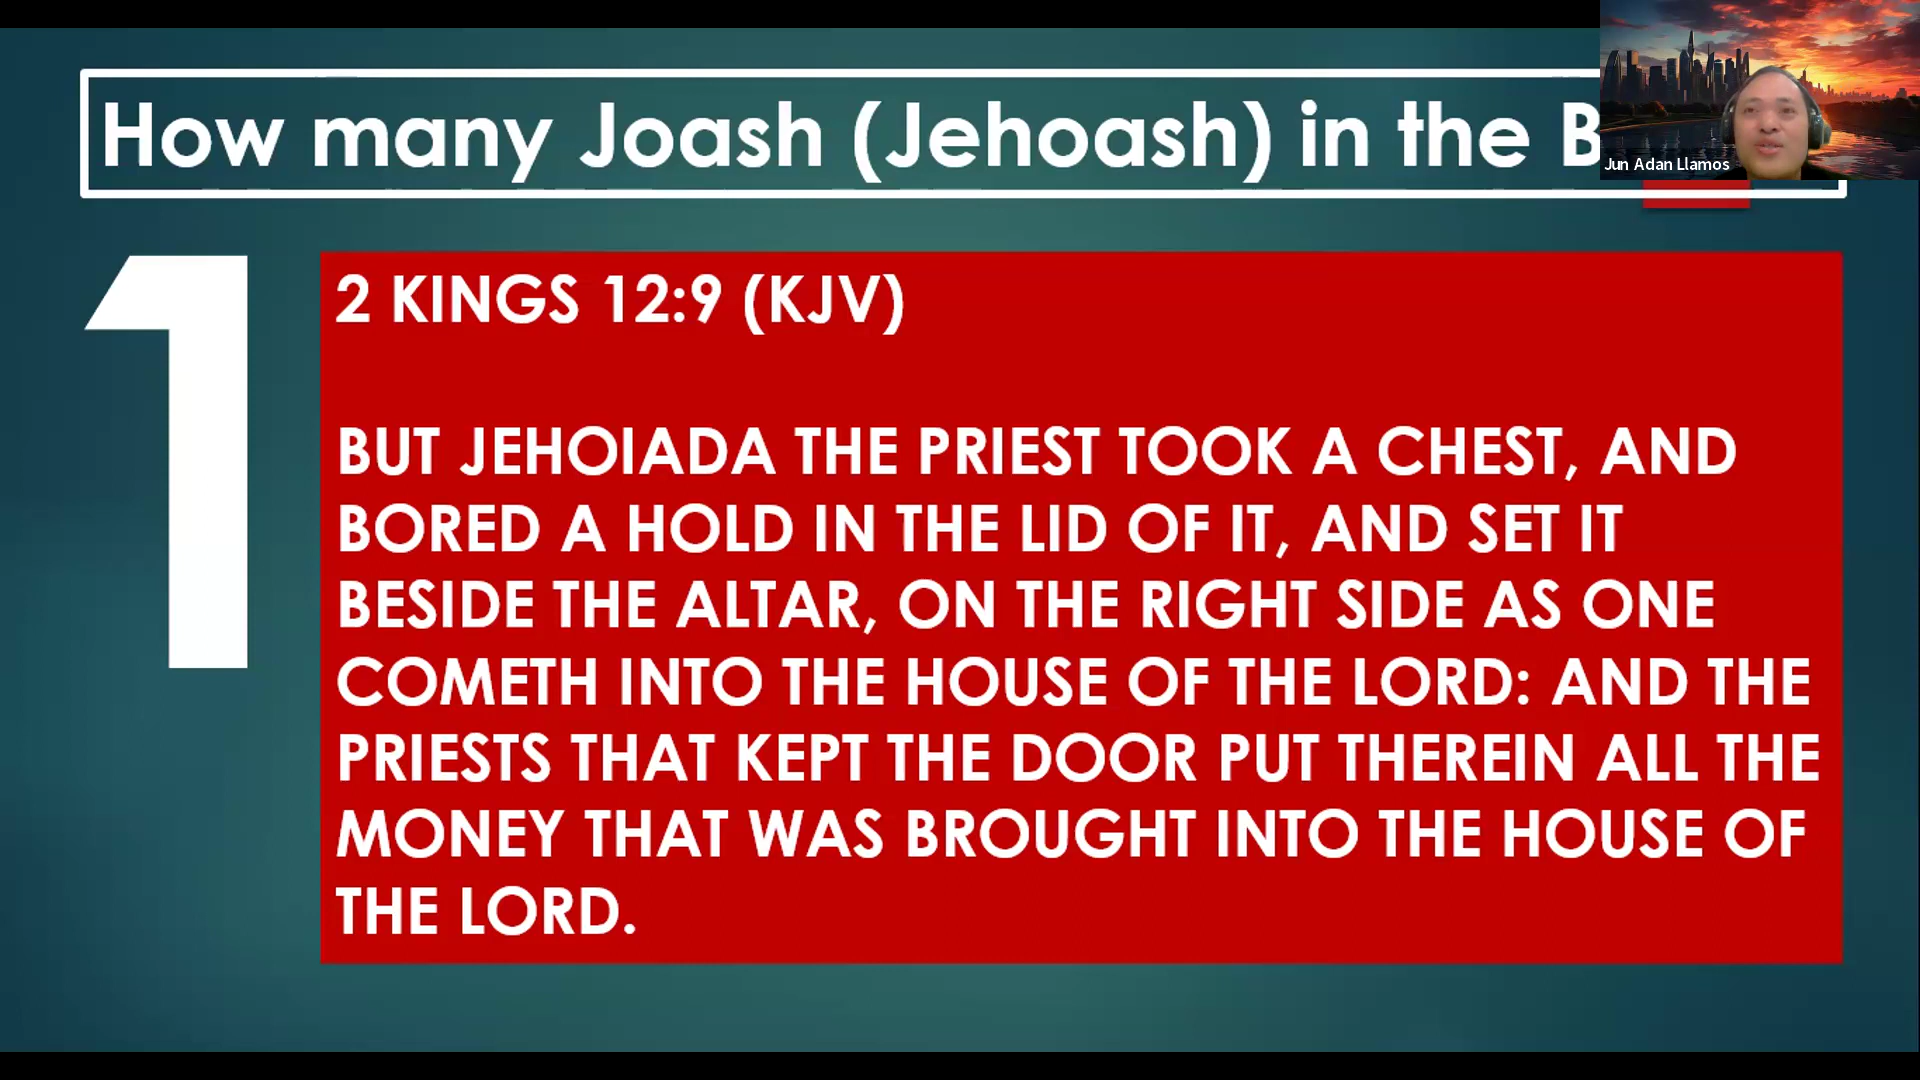 How many Joash (Jehoash) in the B
Jun Adan Llamos
1
2 KINGS 12:9 (KJV)
BUT JEHOIADA THE PRIEST TOOK A CHEST, AND
BORED A HOLD IN THE LID OF IT, AND SET IT
BESIDE THE ALTAR, ON THE RIGHT SIDE AS ONE
COMETH INTO THE HOUSE OF THE LORD: AND THE
PRIESTS THAT KEPT THE DOOR PUT THEREIN ALL THE
MONEY THAT WAS BROUGHT INTO THE HOUSE OF
THE LORD.